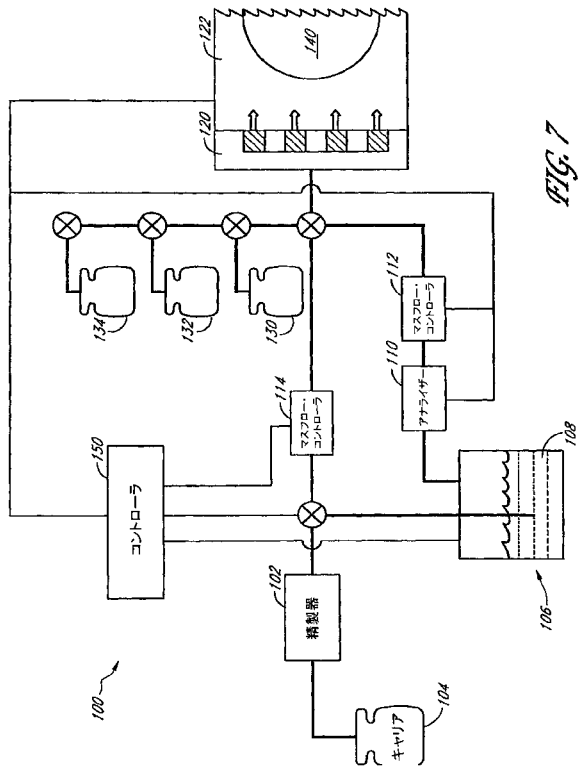 100
150
コントローラ
キャリア
104
102
精製器
114
マスフロー・
コントローラ
134
132
130
120
122
140
106
108
110
アナライザー
112
マスフロー・
コントローラ
FIG. 7